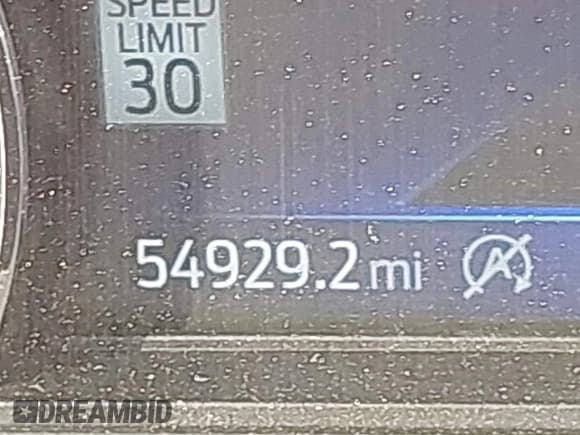 SPEED
LIMIT
30
54929.2 mi
A
DREAMBID